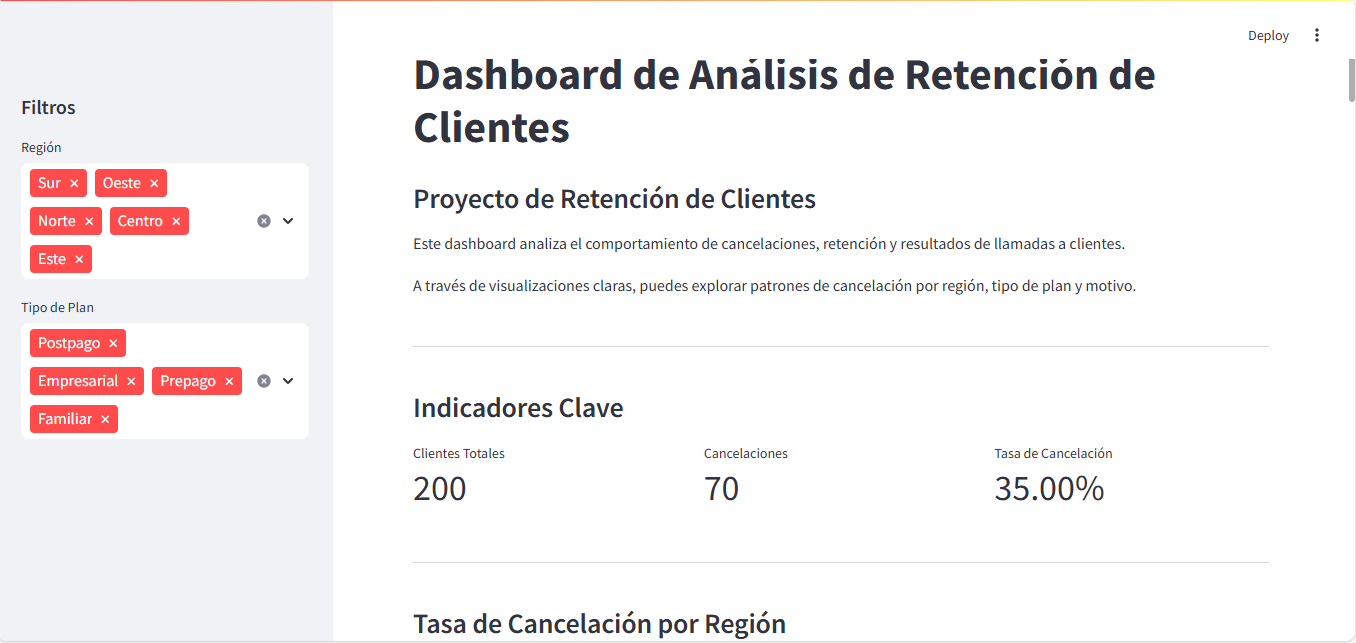 Deploy
Filtros
Región
Sur
Oeste
Norte
Centro
Este
Tipo de Plan
Postpago
Empresarial
Prepago
Familiar
Dashboard de Análisis de Retención de
Clientes
Proyecto de Retención de Clientes
Este dashboard analiza el comportamiento de cancelaciones, retención y resultados de llamadas a clientes.
A través de visualizaciones claras, puedes explorar patrones de cancelación por región, tipo de plan y motivo.
Indicadores Clave
Clientes Totales
200
Cancelaciones
70
Tasa de Cancelación
35.00%
Tasa de Cancelación por Región